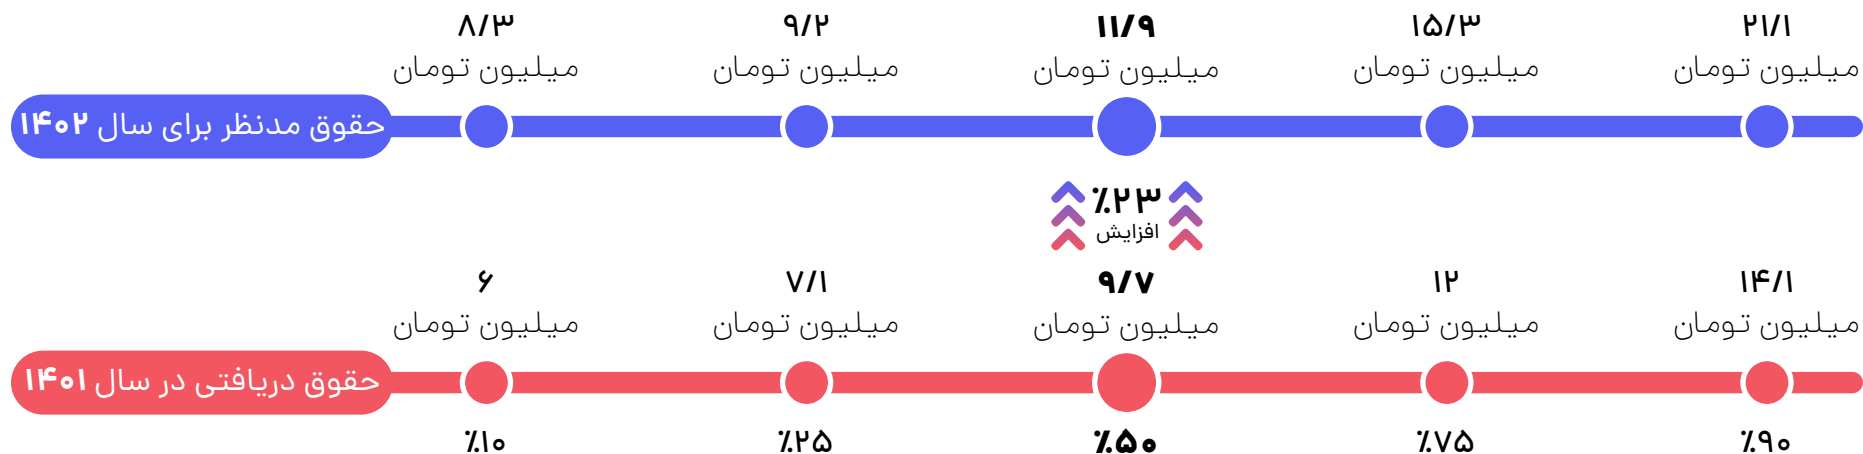 ۸/۳
میلیون تومان
۹/۲
میلیون تومان
۱۱/۹
میلیون تومان
۱۵/۳
میلیون تومان
۲۱/۱
میلیون تومان
حقوق مدنظر برای سال ۱۴۰۲
٪۲۳
افزایش
۶
میلیون تومان
۷/۱
میلیون تومان
۹/۷
میلیون تومان
۱۲
میلیون تومان
۱۴/۱
میلیون تومان
حقوق دریافتی در سال ۱۴۰۱
٪۱۰
٪۲۵
٪۵۰
٪۷۵
٪۹۰